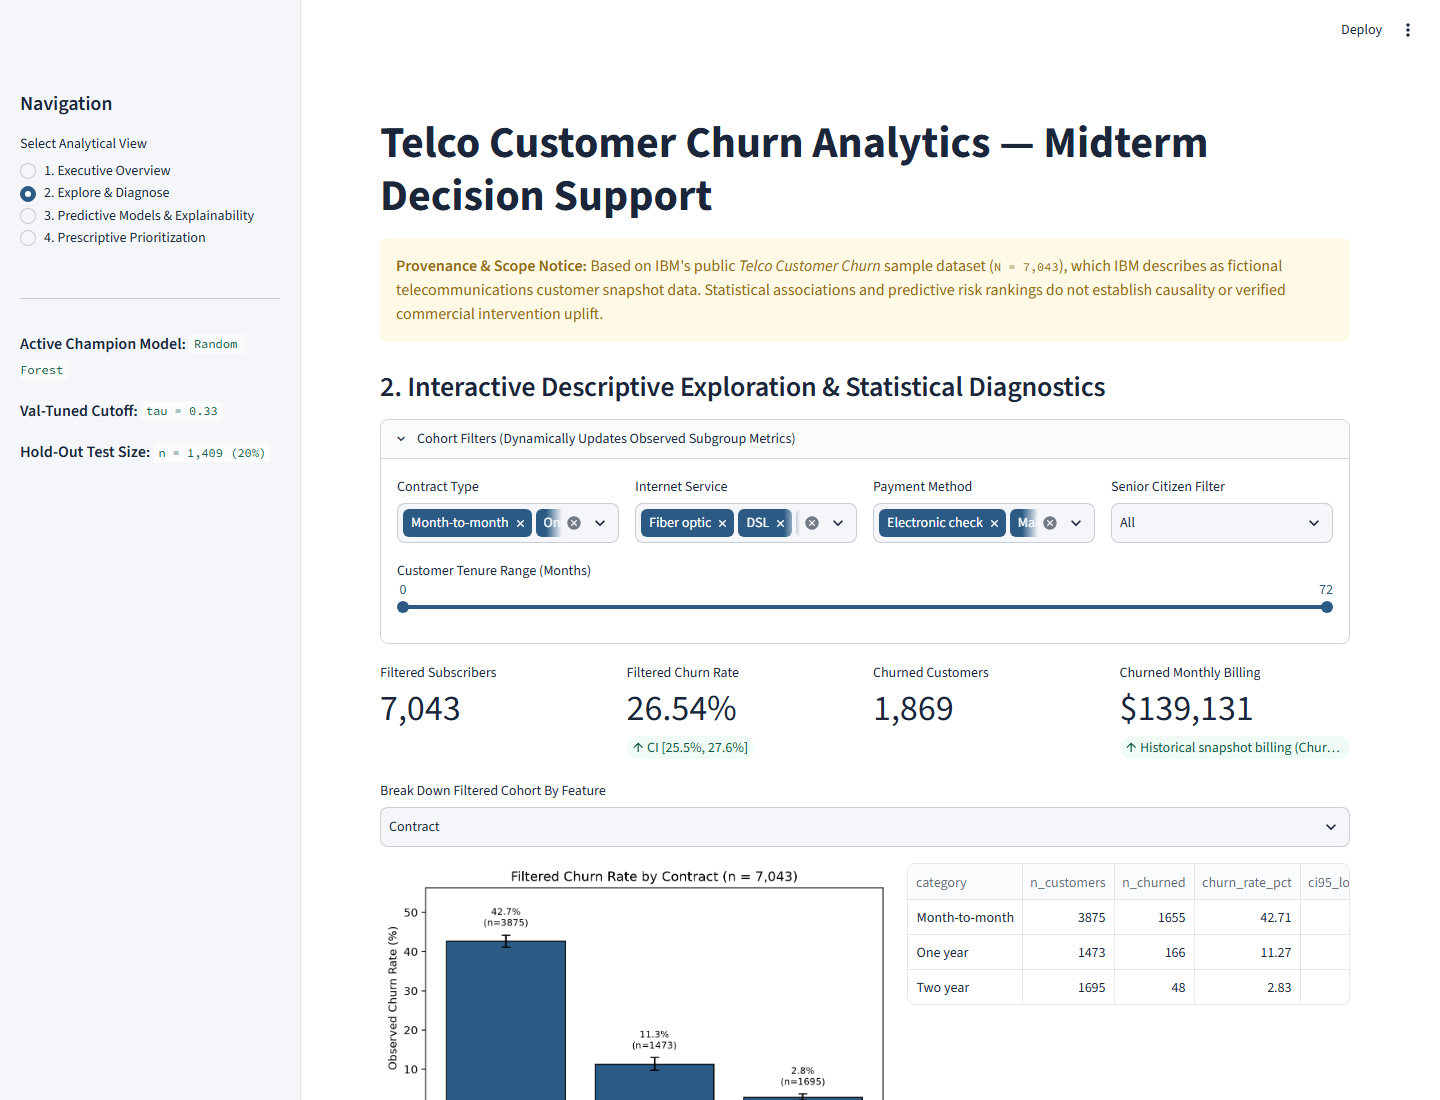 Deploy
Navigation
Select Analytical View
1. Executive Overview
2. Explore & Diagnose
3. Predictive Models & Explainability
4. Prescriptive Prioritization
Active Champion Model: Random
Forest
Val-Tuned Cutoff: tau = 0.33
Hold-Out Test Size: n = 1,409 (20%)
Telco Customer Churn Analytics — Midterm
Decision Support
Provenance & Scope Notice: Based on IBM's public Telco Customer Churn sample dataset (N = 7,043), which IBM describes as fictional
telecommunications customer snapshot data. Statistical associations and predictive risk rankings do not establish causality or verified
commercial intervention uplift.
2. Interactive Descriptive Exploration & Statistical Diagnostics
Cohort Filters (Dynamically Updates Observed Subgroup Metrics)
Contract Type Internet Service Payment Method Senior Citizen Filter
Month-to-month On Fiber optic DSL Electronic check Ma All
Customer Tenure Range (Months)
0 72
Filtered Subscribers Filtered Churn Rate Churned Customers Churned Monthly Billing
7,043 26.54% 1,869 $139,131
↑ CI [25.5%, 27.6%] ↑ Historical snapshot billing (Chur…
Break Down Filtered Cohort By Feature
Contract
Filtered Churn Rate by Contract (n = 7,043)
Observed Churn Rate (%)
50
40
30
20
10
42.7%
(n=3875)
11.3%
(n=1473)
2.8%
(n=1695)
category n_customers n_churned churn_rate_pct ci95_lo
Month-to-month 3875 1655 42.71
One year 1473 166 11.27
Two year 1695 48 2.83